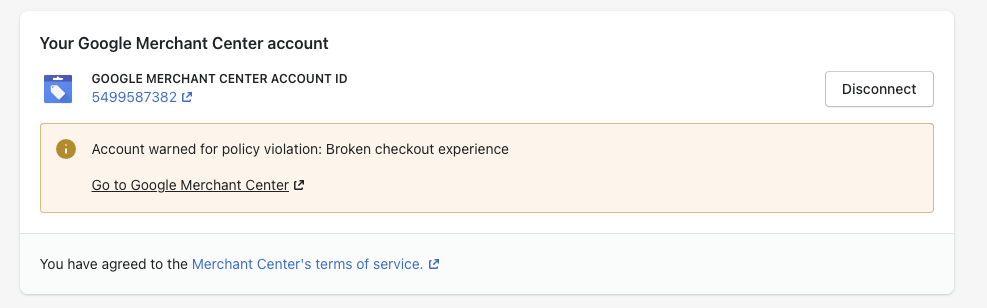 Your Google Merchant Center account
GOOGLE MERCHANT CENTER ACCOUNT ID
5499587382
Disconnect
Account warned for policy violation: Broken checkout experience
Go to Google Merchant Center
You have agreed to the Merchant Center's terms of service.